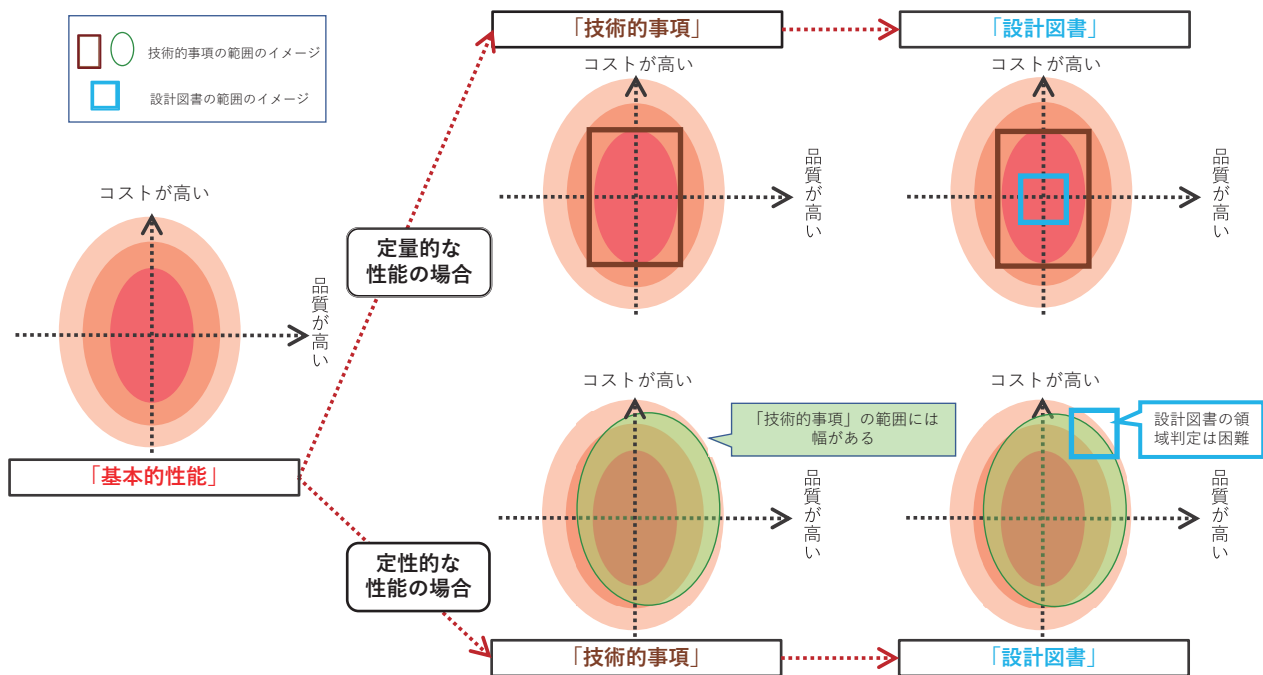 技術的事項の範囲のイメージ
設計図書の範囲のイメージ
コストが高い
品質が高い
「基本的性能」
定量的な
性能の場合
「技術的事項」
コストが高い
品質が高い
「設計図書」
コストが高い
品質が高い
定性的な
性能の場合
コストが高い
「技術的事項」の範囲には
幅がある
品質が高い
「技術的事項」
コストが高い
設計図書の領
域判定は困難
品質が高い
「設計図書」